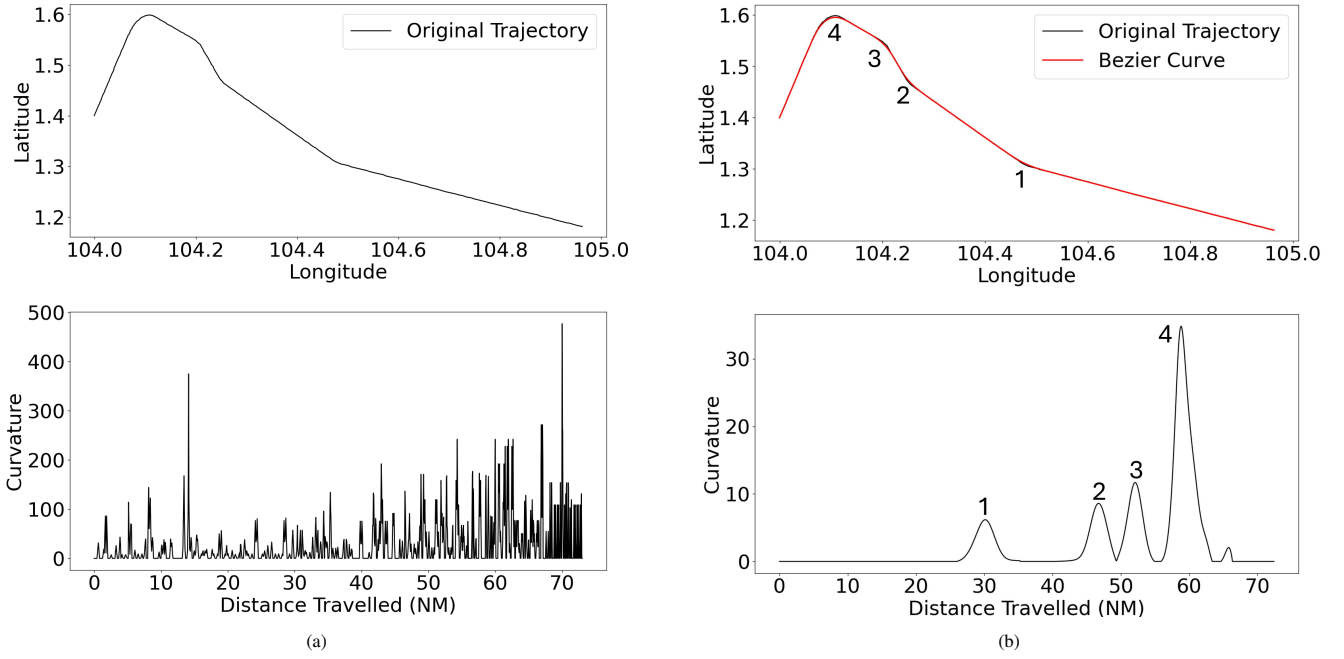 1.6
1.5
1.4
1.3
1.2
Latitude
Original Trajectory
104.0 104.2 104.4 104.6 104.8 105.0
Longitude
500
400
300
200
100
0
Curvature
0 10 20 30 40 50 60 70
Distance Travelled (NM)
(a)
1.6
1.5
1.4
1.3
1.2
Latitude
Original Trajectory
Bezier Curve
4
3
2
1
104.0 104.2 104.4 104.6 104.8 105.0
Longitude
30
20
10
0
Curvature
1
2
3
4
0 10 20 30 40 50 60 70
Distance Travelled (NM)
(b)